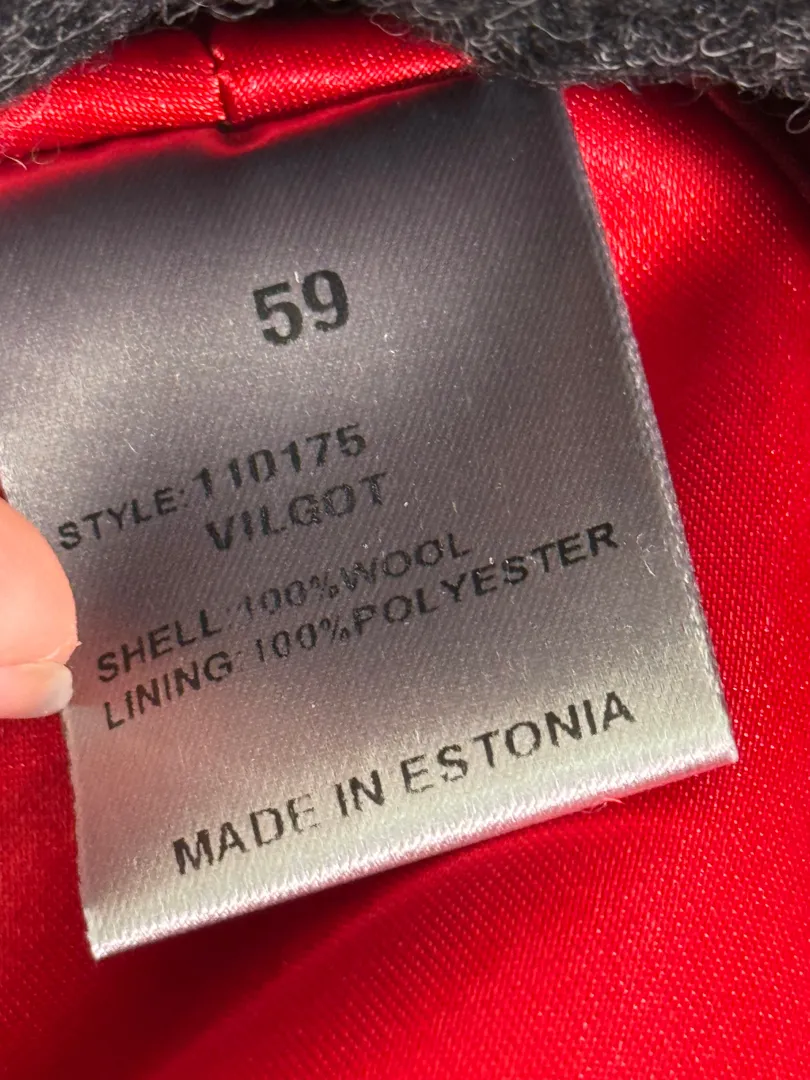 59
STYLE:110175
VILGOT
SHELL:100%WOOL
LINING:100%POLYESTER
MADE IN ESTONIA